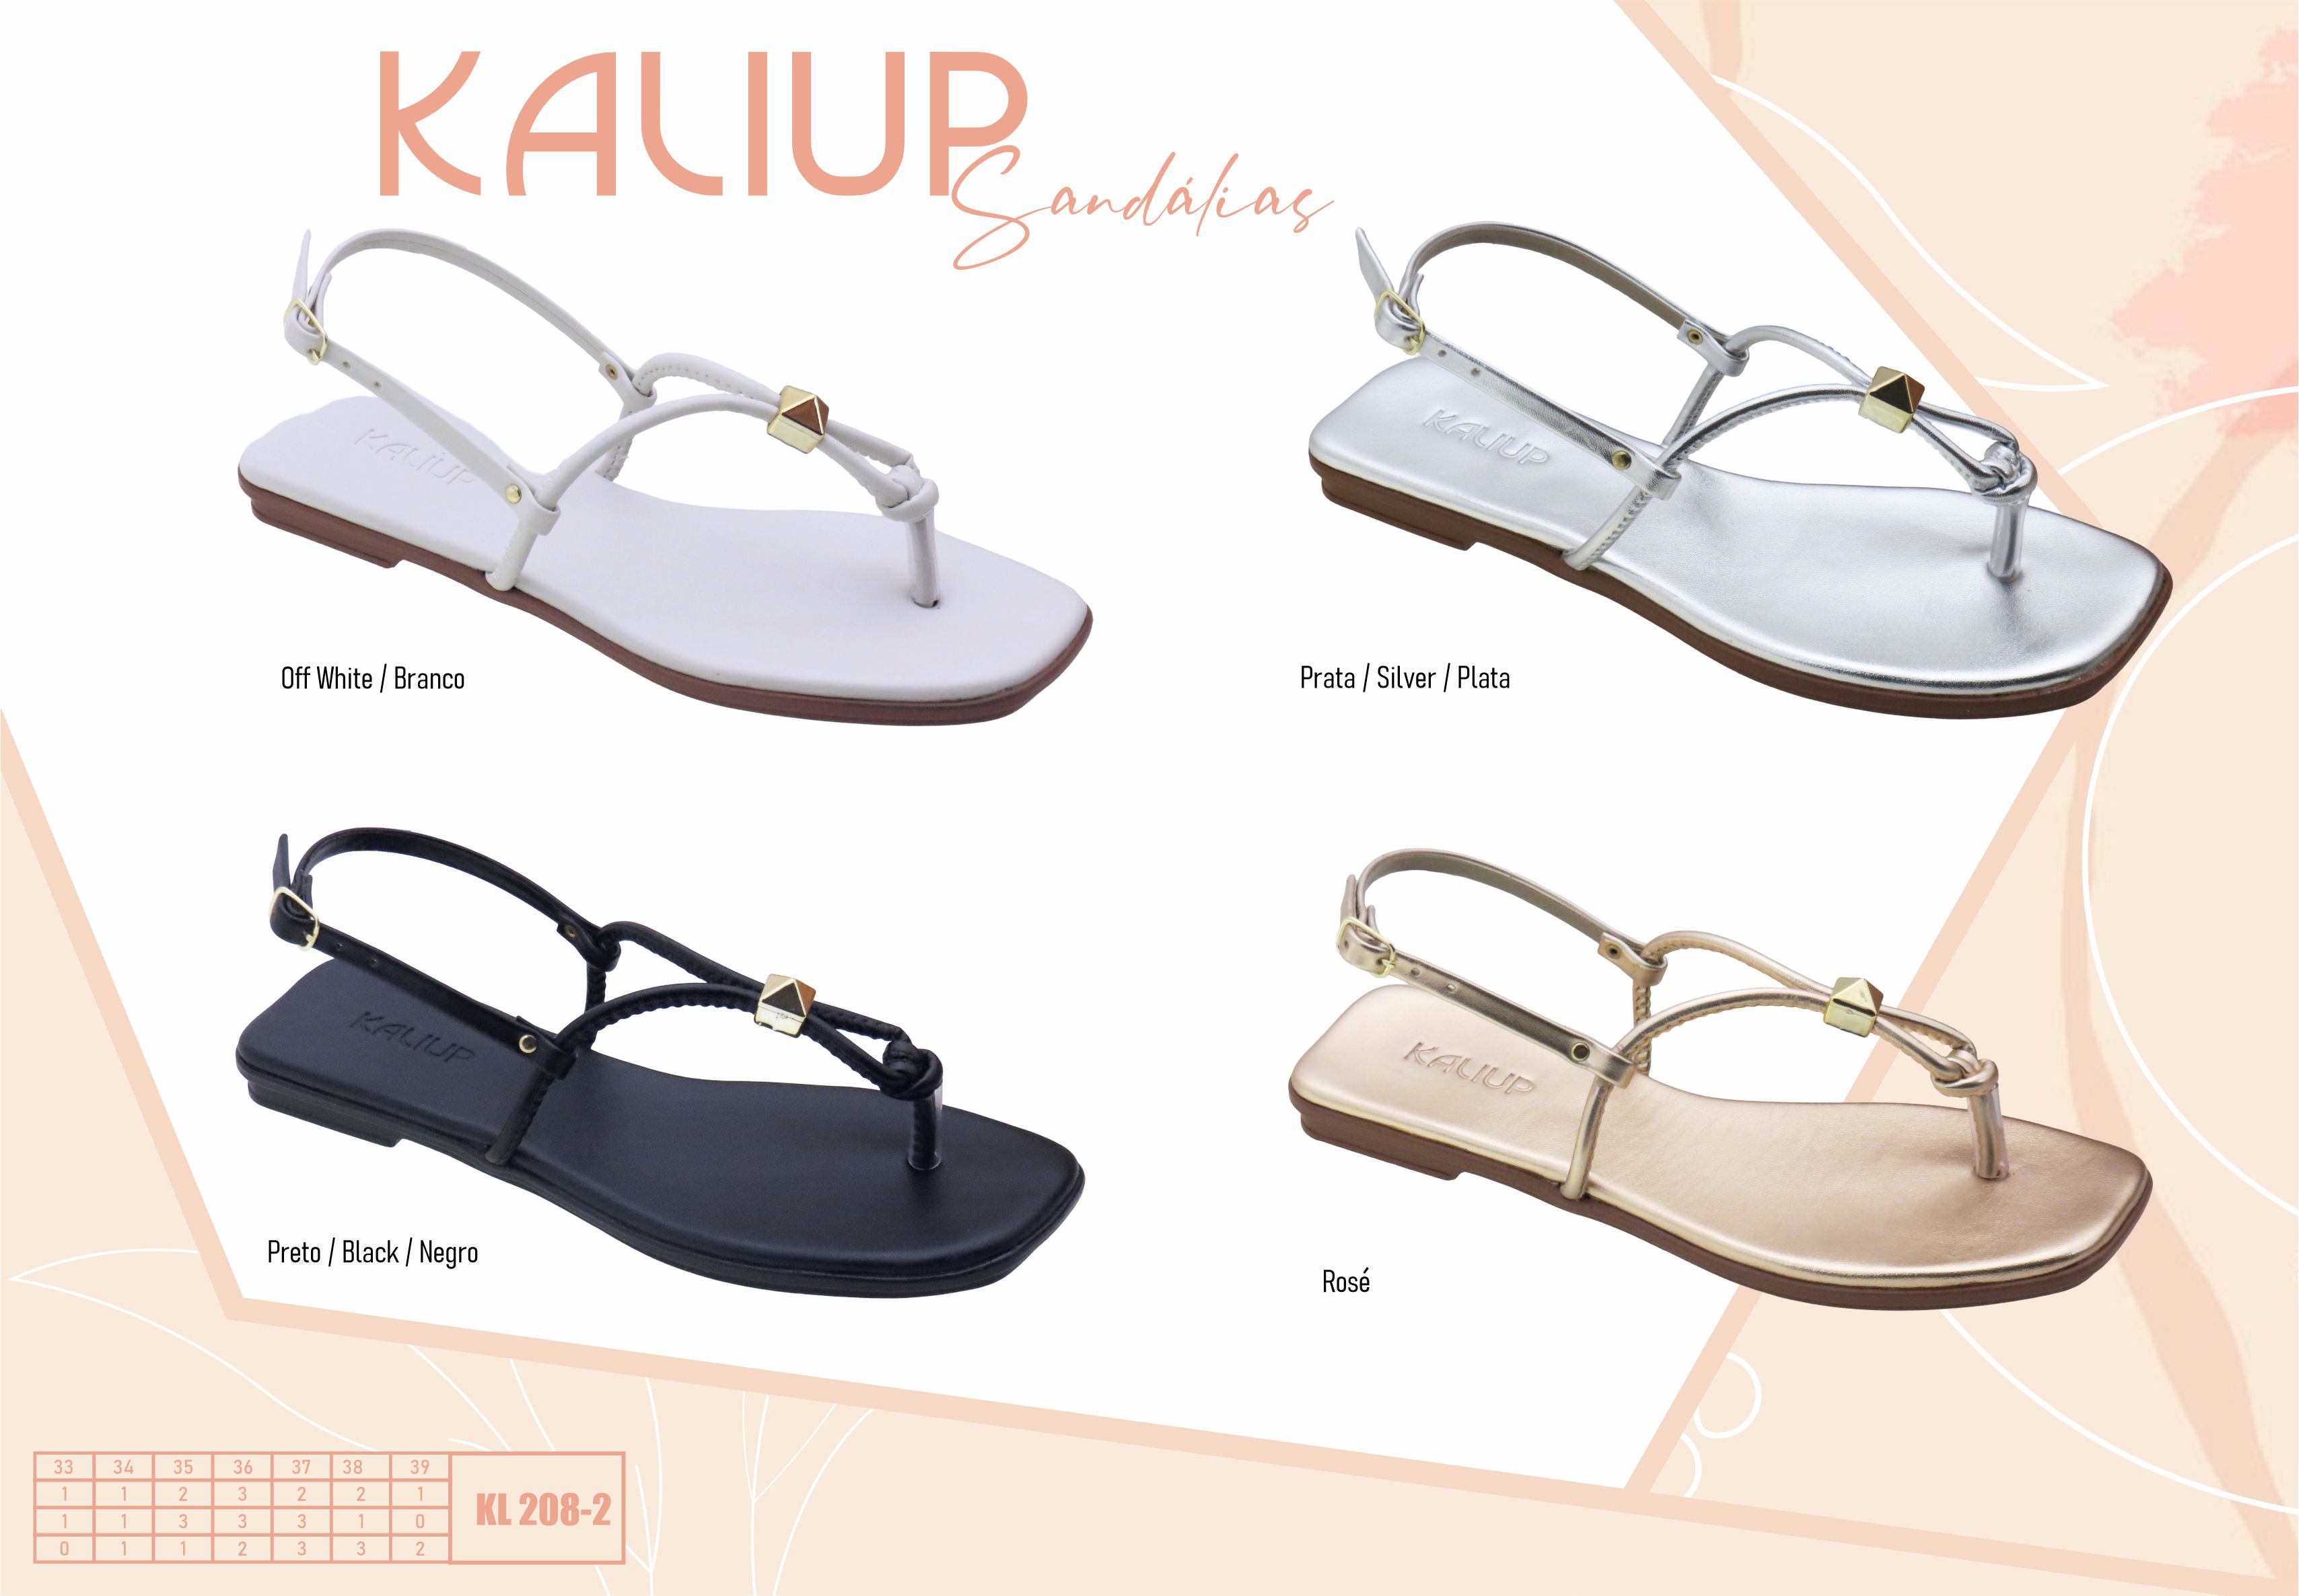 KALIUP
Sandálias
KALIUP
KALIUP
Off White / Branco
Prata / Silver / Plata
KALIUP
KALIUP
Preto / Black / Negro
Rosé
33 34 35 36 37 38 39
1 1 2 3 2 2 1
1 1 3 3 3 1 0
0 1 1 2 3 3 2
KL 208-2